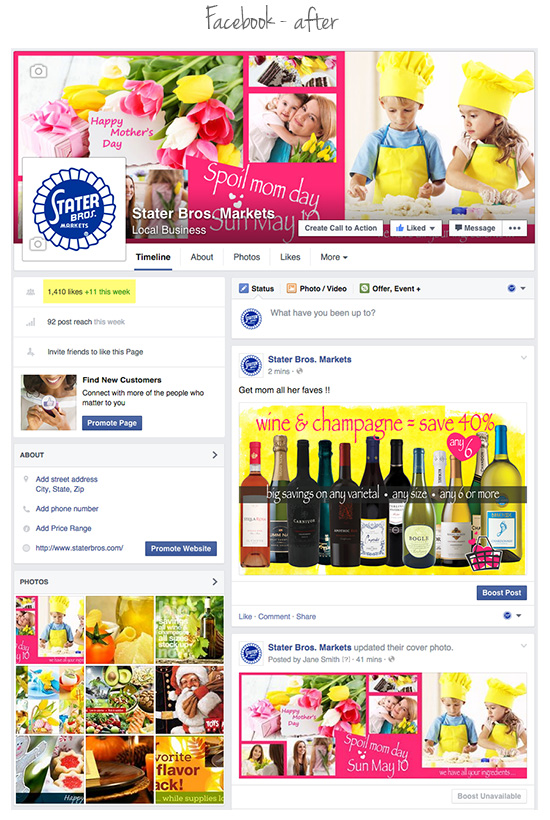 Facebook - after
Happy
Mother's
Day
Spoil mom day
Sun May 10
STATER
BROS.
MARKETS
Stater Bros. Markets
Local Business
Create Call to Action
Liked
Message
Timeline
About
Photos
Likes
More
1,410 likes +11 this week
92 post reach this week
Invite friends to like this Page
Find New Customers
Connect with more of the people who
matter to you
Promote Page
ABOUT
Add street address
City, State, Zip
Add phone number
Add Price Range
http://www.staterbros.com/
Promote Website
PHOTOS
Happy
vorite
flavor
ack!
... while supplies l
Status
Photo / Video
Offer, Event +
What have you been up to?
Stater Bros. Markets
2 mins ·
Get mom all her faves !!
wine & champagne = save 40%
any
6
big savings on any varietal • any size • any 6 or more
BOGLE
BAREFOOT
Boost Post
Like · Comment · Share
Stater Bros. Markets updated their cover photo.
Posted by Jane Smith [?] · 41 mins ·
Happy
Mother's
Day
Spoil mom day
Sun May 10
we have all your ingredients...
Boost Unavailable